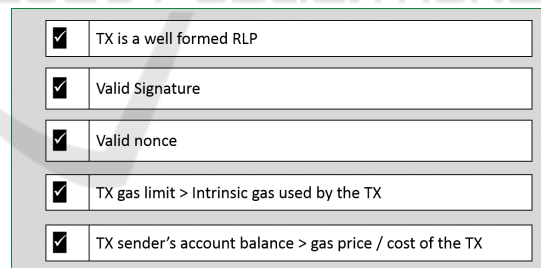 TX is a well formed RLP
Valid Signature
Valid nonce
TX gas limit > Intrinsic gas used by the TX
TX sender's account balance > gas price / cost of the TX